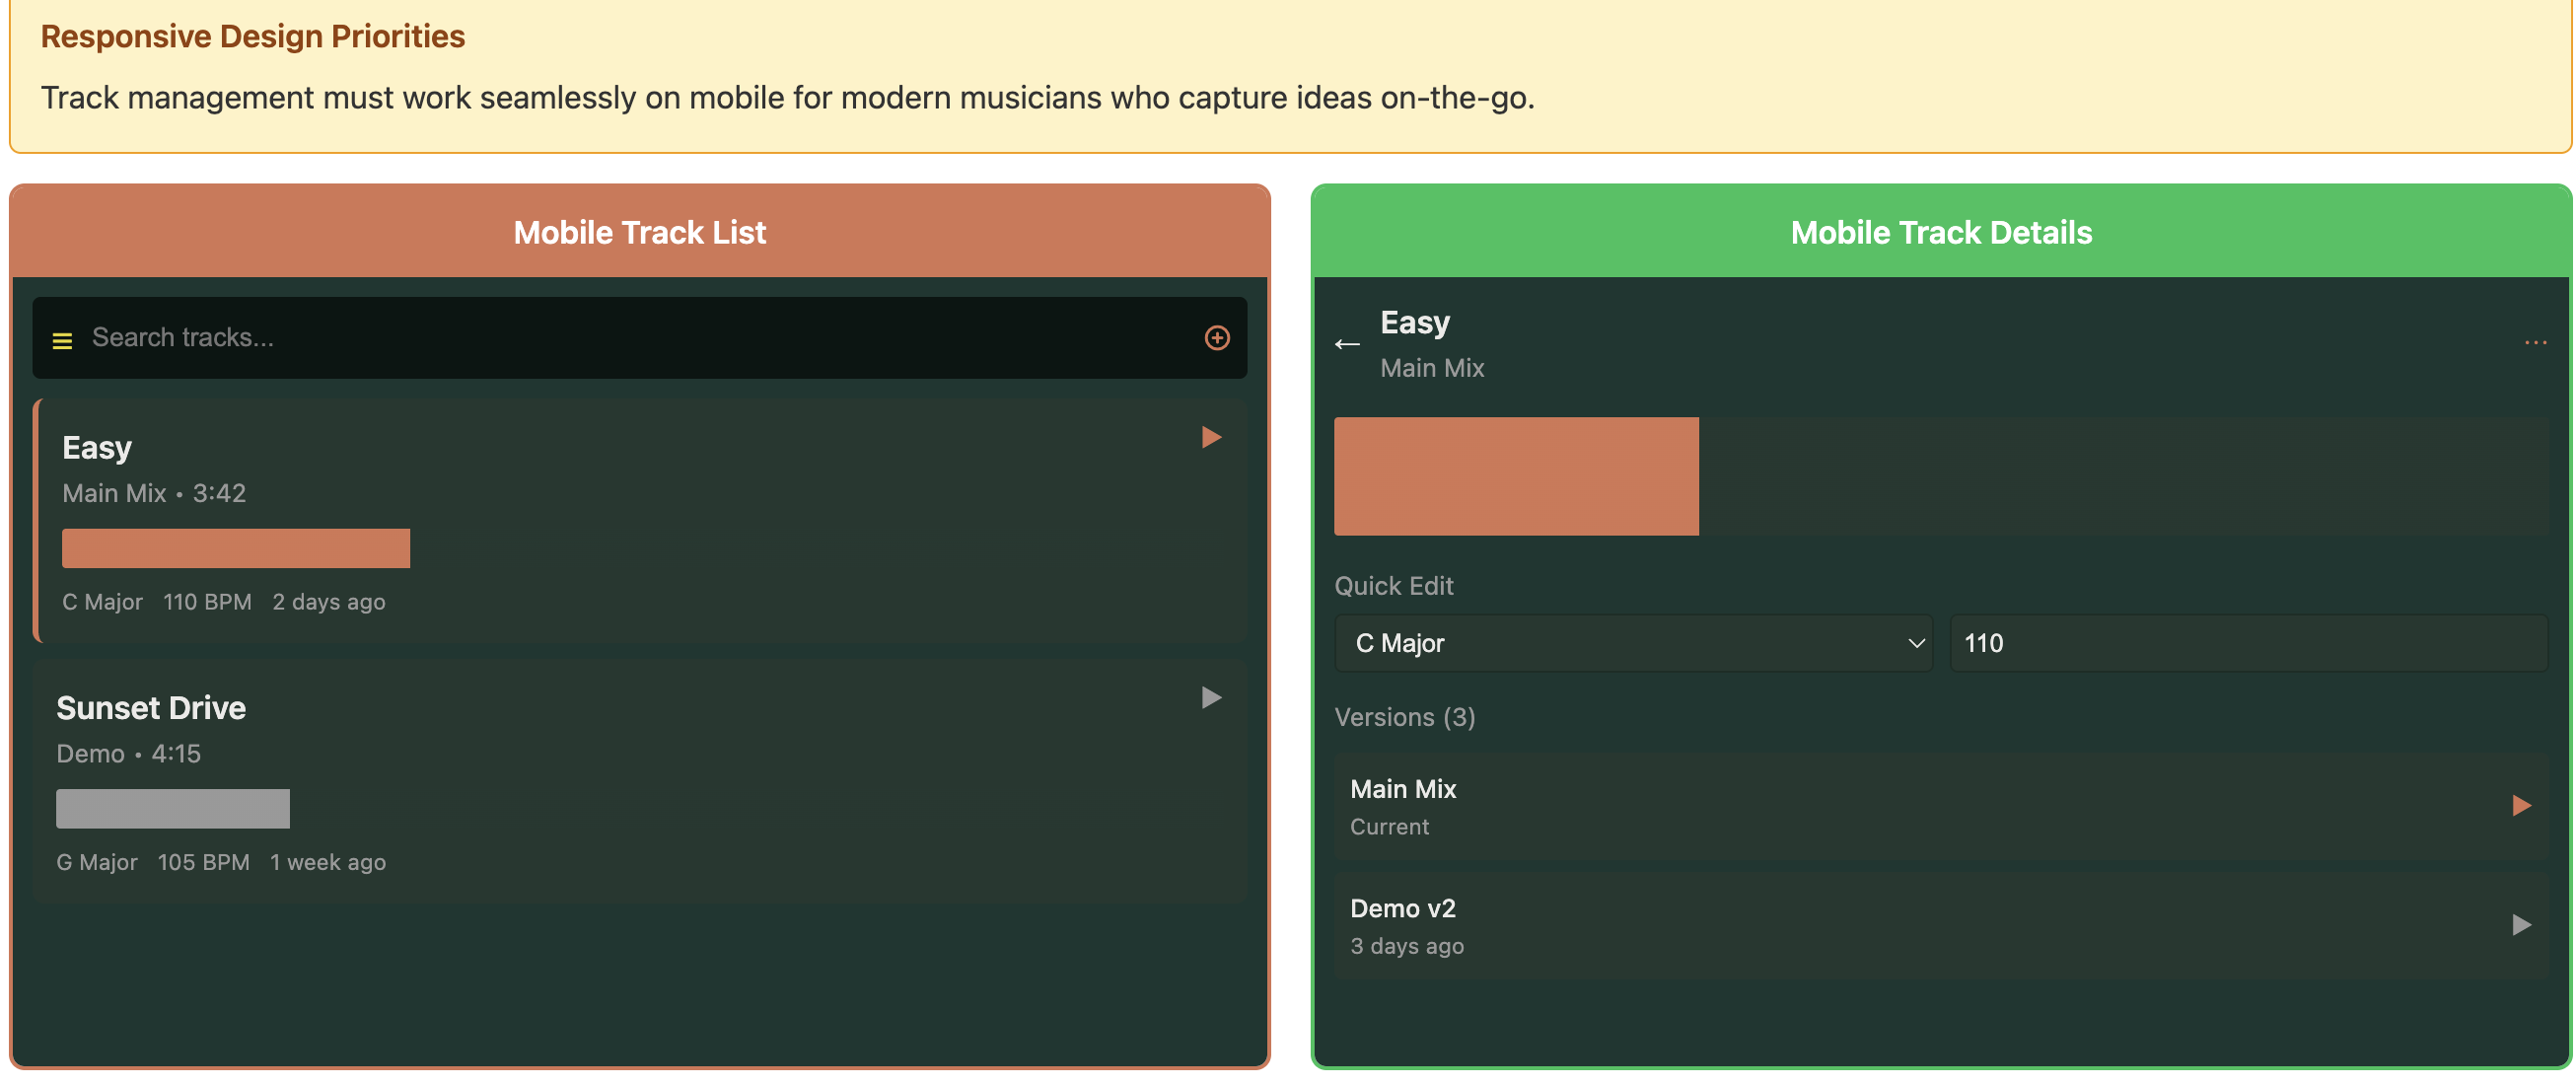 Responsive Design Priorities
Track management must work seamlessly on mobile for modern musicians who capture ideas on-the-go.
Mobile Track List
Search tracks...
Easy
Main Mix • 3:42
C Major 110 BPM 2 days ago
Sunset Drive
Demo • 4:15
G Major 105 BPM 1 week ago
Mobile Track Details
Easy
Main Mix
Quick Edit
C Major 110
Versions (3)
Main Mix
Current
Demo v2
3 days ago